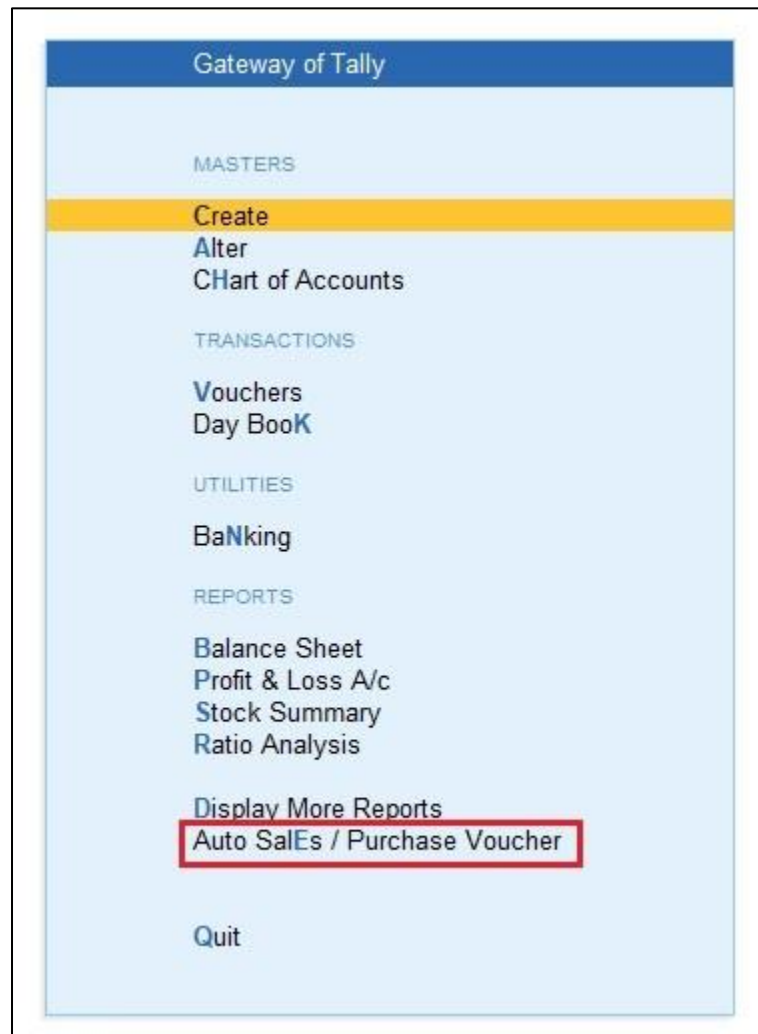 Gateway of Tally
MASTERS
Create
Alter
CHart of Accounts
TRANSACTIONS
Vouchers
Day BooK
UTILITIES
BaNking
REPORTS
Balance Sheet
Profit & Loss A/c
Stock Summary
Ratio Analysis
Display More Reports
Auto SalEs / Purchase Voucher
Quit